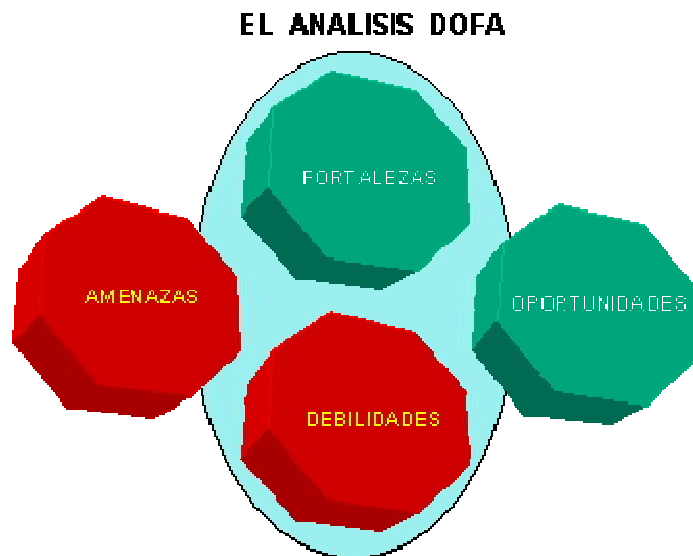 EL ANALISIS DOFA
FORTALEZAS
AMENAZAS
OPORTUNIDADES
DEBILIDADES